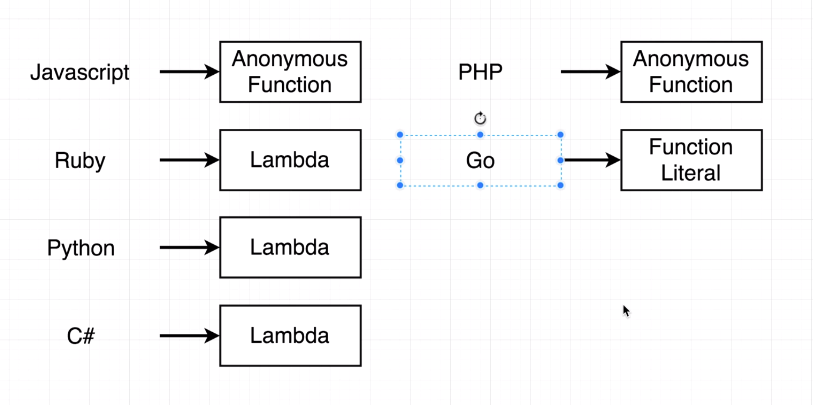 Javascript
Anonymous
Function
Ruby
Lambda
Python
Lambda
C#
Lambda
PHP
Anonymous
Function
Go
Function
Literal